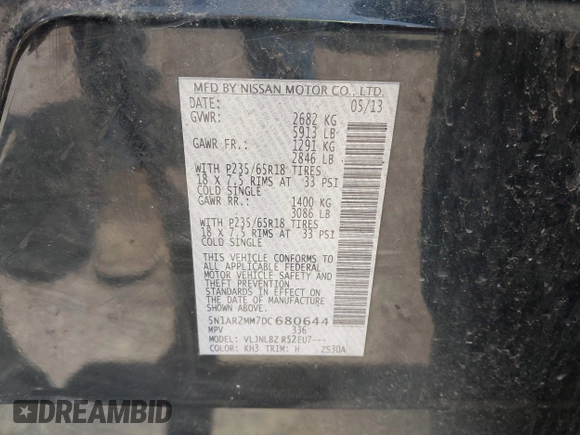 MFD BY NISSAN MOTOR CO., LTD.
DATE: 05/13
GVWR: 2682 KG
5913 LB
GAWR FR.: 1291 KG
2846 LB
WITH P235/65R18 TIRES
18 X 7.5 RIMS AT 33 PSI
COLD SINGLE
GAWR RR.: 1400 KG
3086 LB
WITH P235/65R18 TIRES
18 X 7.5 RIMS AT 33 PSI
COLD SINGLE
THIS VEHICLE CONFORMS TO
ALL APPLICABLE FEDERAL
MOTOR VEHICLE SAFETY AND
THEFT PREVENTION
STANDARDS IN EFFECT ON
THE DATE OF MANUFACTURE
SHOWN ABOVE.
5N1AR2MM7DC680644
MPV 336
MODEL: VLJNLBZ R52EU7---
COLOR: KH3 TRIM: H 2530A
DREAMBID